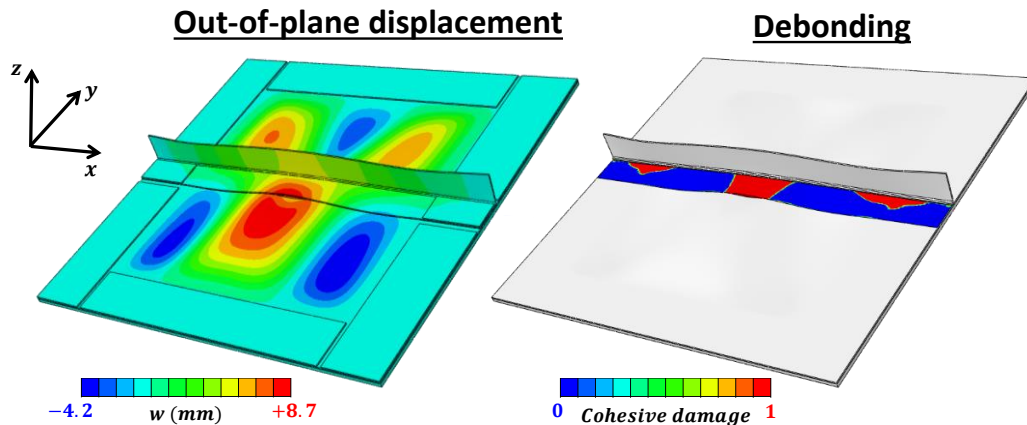 Out-of-plane displacement
Debonding
z
y
x
−4.2
w (mm)
+8.7
0
Cohesive damage
1